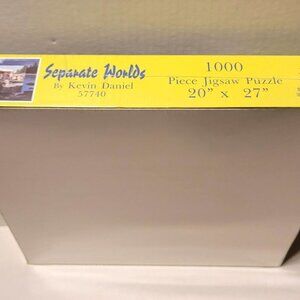 Separate Worlds
By Kevin Daniel
57740
1000
Piece Jigsaw Puzzle
20" x 27"